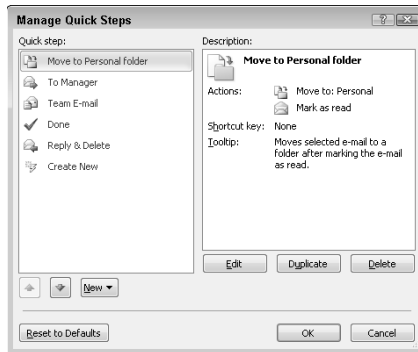 Manage Quick Steps
Quick step:
Move to Personal folder
To Manager
Team E-mail
Done
Reply & Delete
Create New
New
Description:
Move to Personal folder
Actions: Move to: Personal
Mark as read
Shortcut key: None
Tooltip: Moves selected e-mail to a
folder after marking the e-mail
as read.
Edit Duplicate Delete
Reset to Defaults OK Cancel